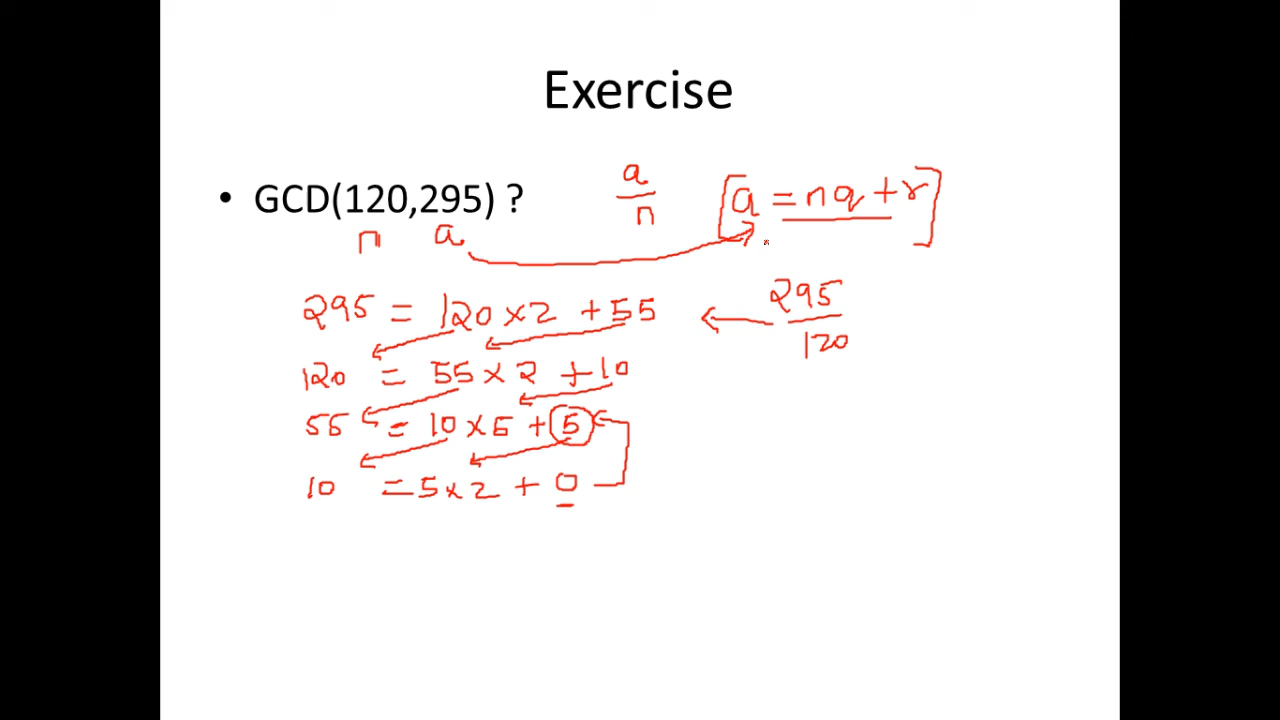 Exercise
• GCD(120,295) ?
a/n [a = nq + r]
n a
295 = 120 × 2 + 55 ← 295/120
120 = 55 × 2 + 10
55 = 10 × 5 + 5
10 = 5 × 2 + 0